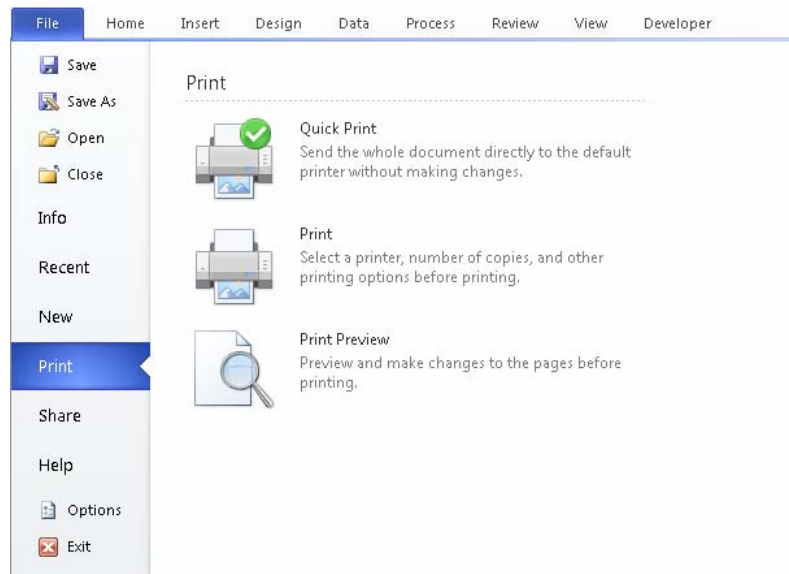 File Home Insert Design Data Process Review View Developer
Save
Save As
Open
Close
Info
Recent
New
Print
Share
Help
Options
Exit
Print
Quick Print
Send the whole document directly to the default
printer without making changes.
Print
Select a printer, number of copies, and other
printing options before printing.
Print Preview
Preview and make changes to the pages before
printing.